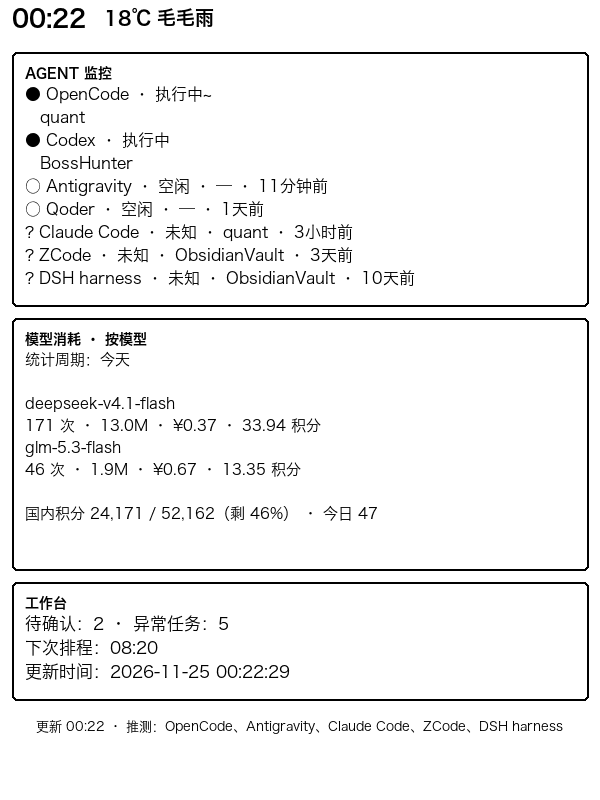 00:22 18℃ 毛毛雨
AGENT 监控
● OpenCode · 执行中~
quant
● Codex · 执行中
BossHunter
○ Antigravity · 空闲 · — · 11分钟前
○ Qoder · 空闲 · — · 1天前
? Claude Code · 未知 · quant · 3小时前
? ZCode · 未知 · ObsidianVault · 3天前
? DSH harness · 未知 · ObsidianVault · 10天前
模型消耗 · 按模型
统计周期：今天
deepseek-v4.1-flash
171 次 · 13.0M · ¥0.37 · 33.94 积分
glm-5.3-flash
46 次 · 1.9M · ¥0.67 · 13.35 积分
国内积分 24,171 / 52,162（剩 46%） · 今日 47
工作台
待确认：2 · 异常任务：5
下次排程：08:20
更新时间：2026-11-25 00:22:29
更新 00:22 · 推测：OpenCode、Antigravity、Claude Code、ZCode、DSH harness